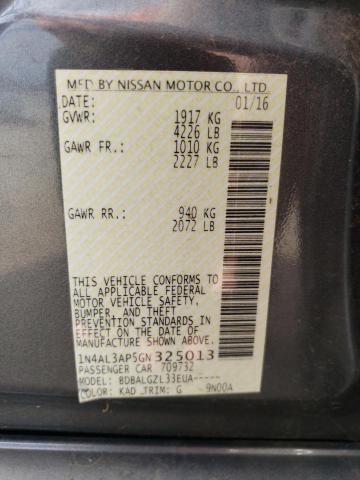 MFD BY NISSAN MOTOR CO., LTD.
DATE: 01/16
GVWR: 1917 KG
4226 LB
GAWR FR.: 1010 KG
2227 LB
GAWR RR.: 940 KG
2072 LB
THIS VEHICLE CONFORMS TO
ALL APPLICABLE FEDERAL
MOTOR VEHICLE SAFETY,
BUMPER, AND THEFT
PREVENTION STANDARDS
IN EFFECT ON THE DATE OF
MANUFACTURE SHOWN ABOVE.
1N4AL3AP5GN325013
PASSENGER CAR 709732
MODEL: BDBALGZL33EUA-----
COLOR: KAD TRIM: G 9N00A